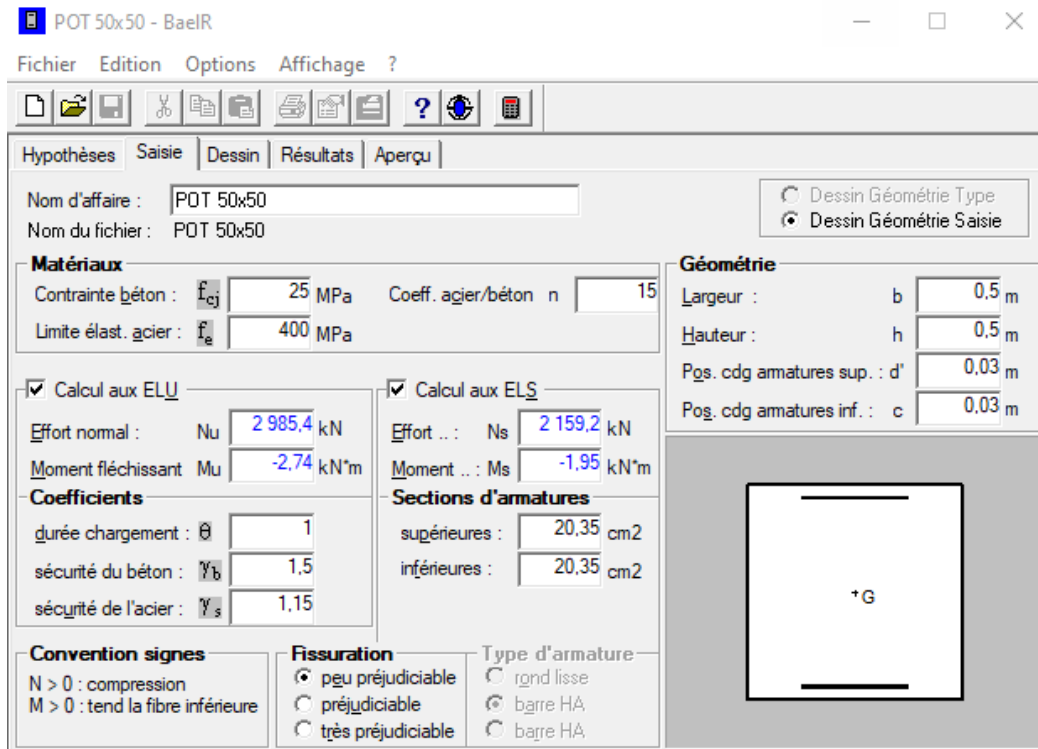 POT 50x50 - BaelR
Fichier Edition Options Affichage ?
Hypothèses Saisie Dessin Résultats Aperçu
Nom d'affaire : POT 50x50
Nom du fichier : POT 50x50
Dessin Géométrie Type
Dessin Géométrie Saisie
Matériaux
Contrainte béton : fcj 25 MPa Coeff. acier/béton n 15
Limite élast. acier : fe 400 MPa
Géométrie
Largeur : b 0,5 m
Hauteur : h 0,5 m
Pos. cdg armatures sup. : d' 0,03 m
Pos. cdg armatures inf. : c 0,03 m
Calcul aux ELU
Effort normal : Nu 2 985,4 kN
Moment fléchissant Mu -2,74 kN*m
Coefficients
durée chargement : θ 1
sécurité du béton : γb 1,5
sécurité de l'acier : γs 1,15
Calcul aux ELS
Effort .. : Ns 2 159,2 kN
Moment .. : Ms -1,95 kN*m
Sections d'armatures
supérieures : 20,35 cm2
inférieures : 20,35 cm2
+G
Convention signes
N > 0 : compression
M > 0 : tend la fibre inférieure
Fissuration
peu préjudiciable
préjudiciable
très préjudiciable
Type d'armature
rond lisse
barre HA
barre HA